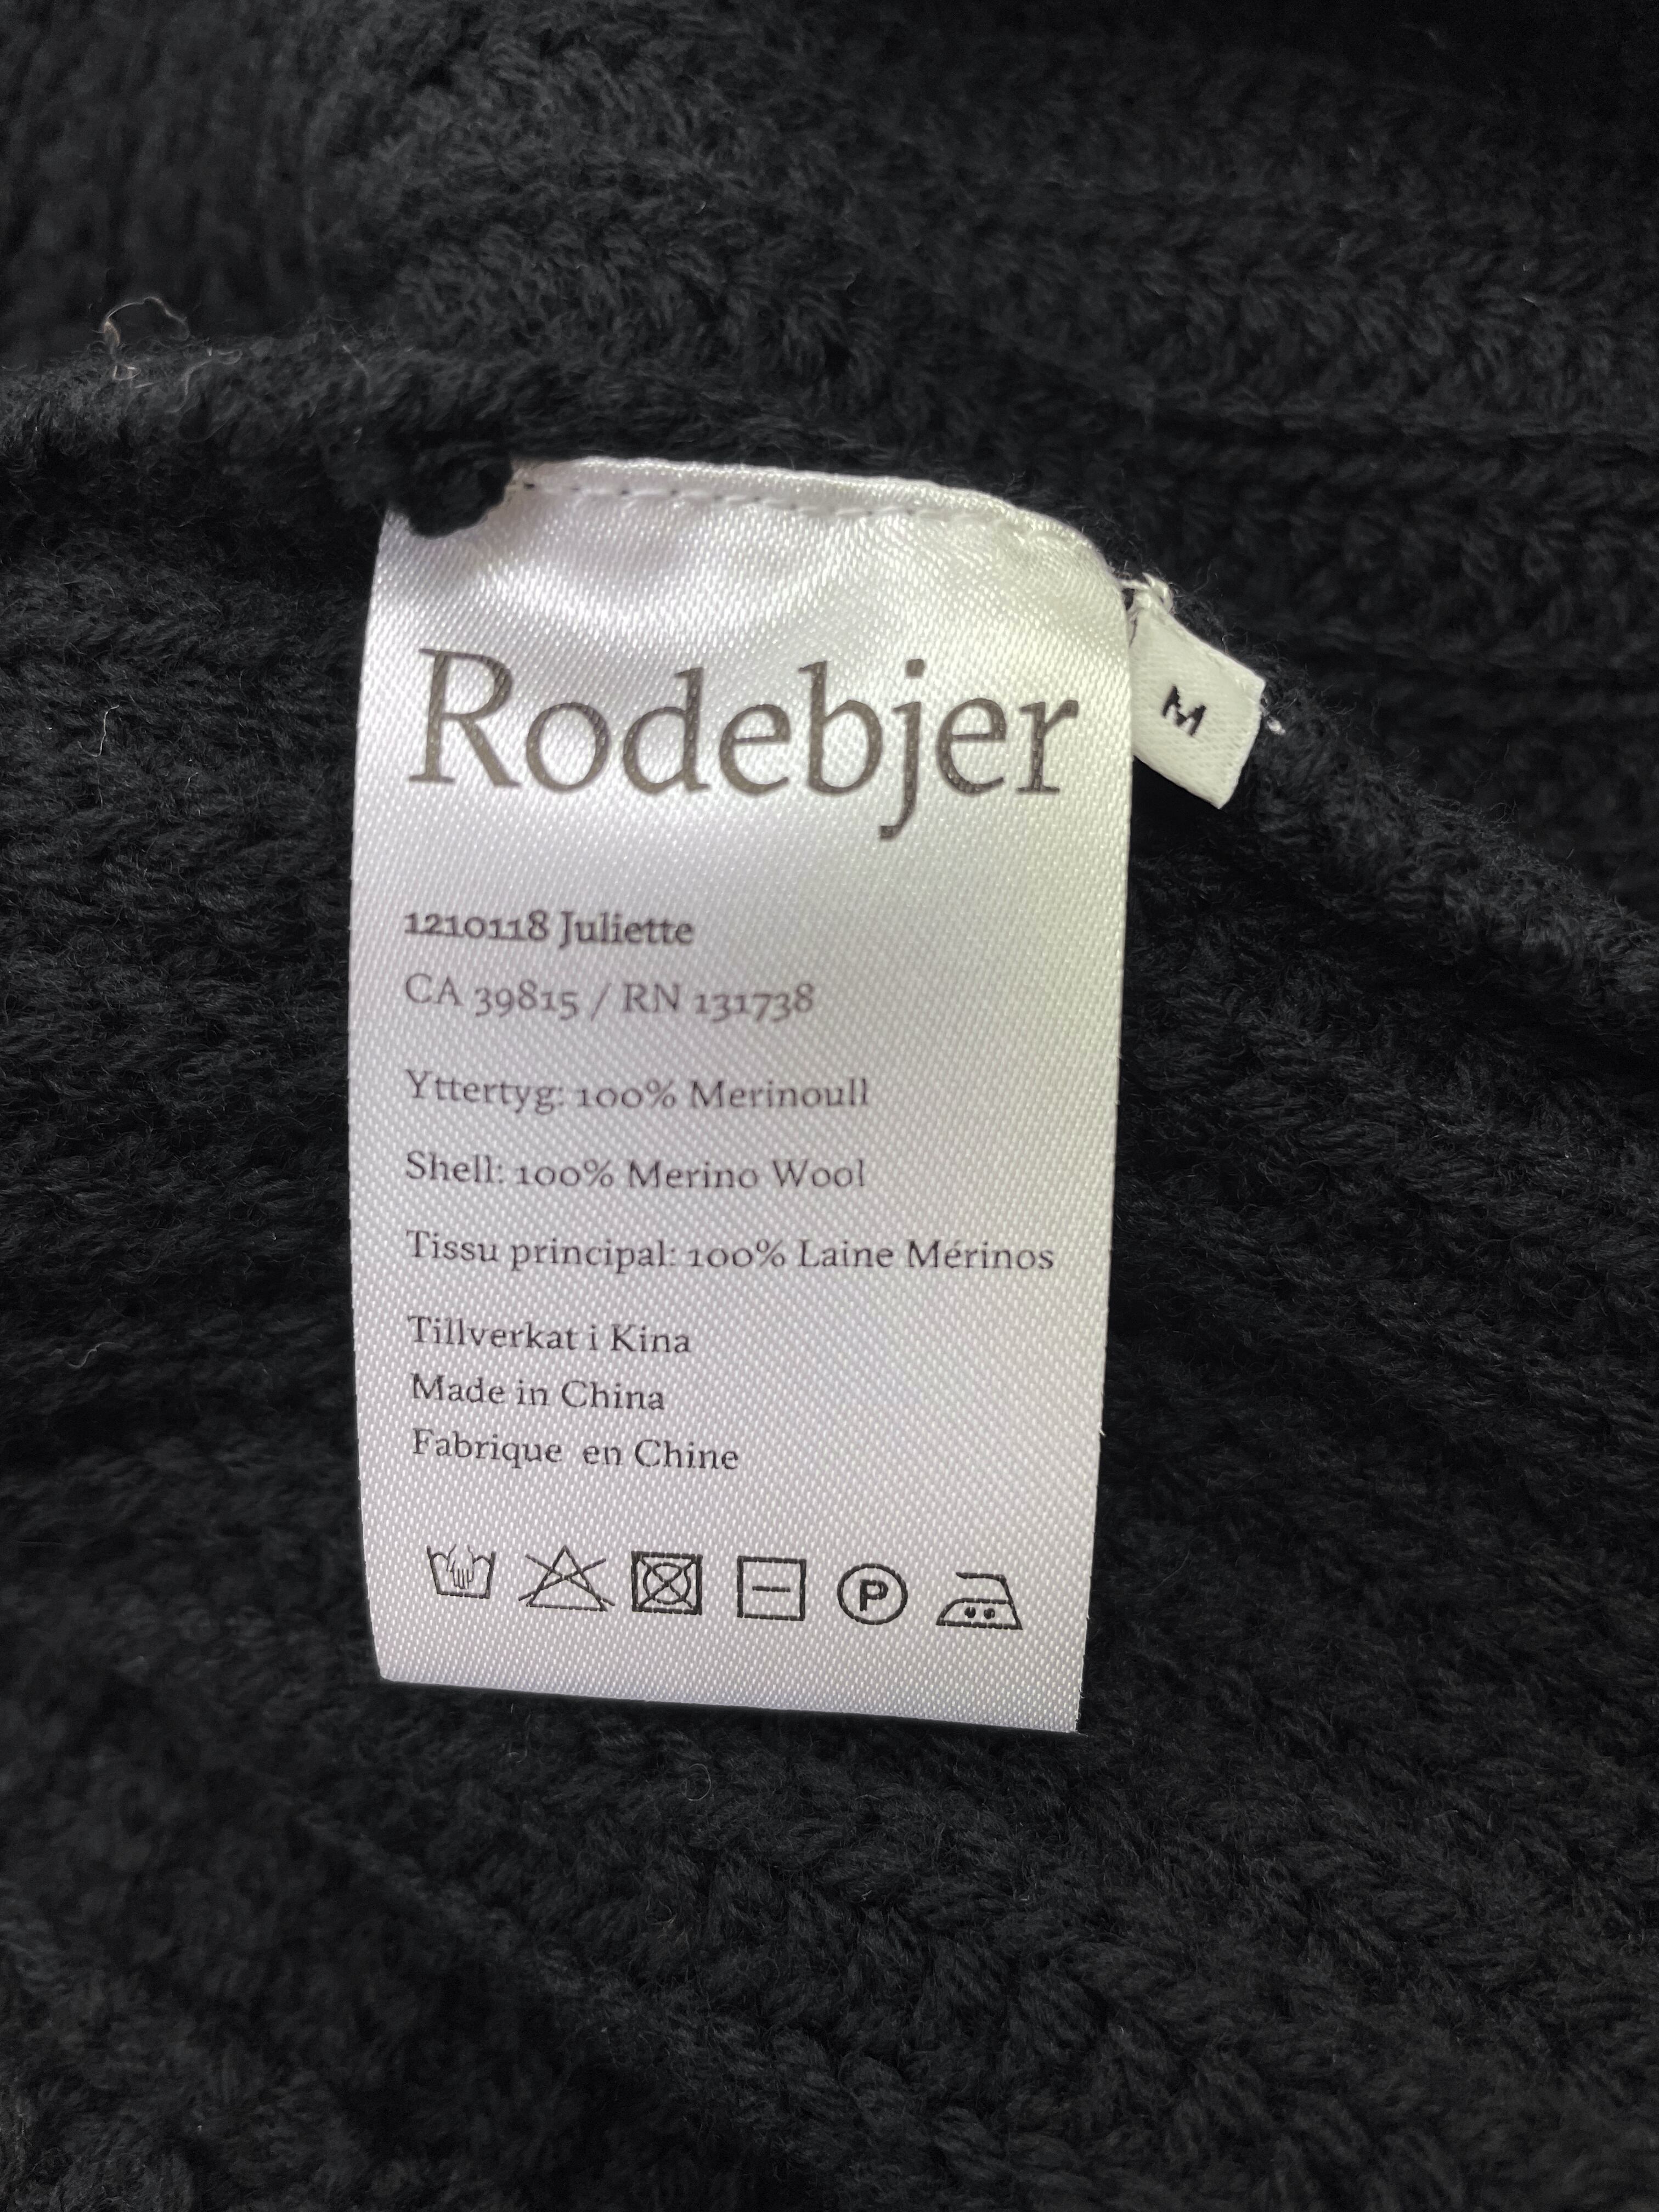 Rodebjer
M
1210118 Juliette
CA 39815 / RN 131738
Yttertyg: 100% Merinoull
Shell: 100% Merino Wool
Tissu principal: 100% Laine Mérinos
Tillverkat i Kina
Made in China
Fabrique en Chine
P